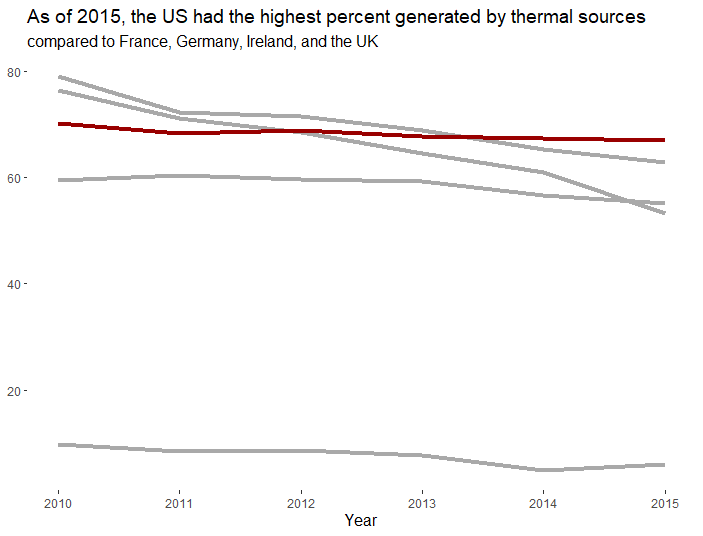 As of 2015, the US had the highest percent generated by thermal sources
compared to France, Germany, Ireland, and the UK
80
60
40
20
2010 2011 2012 2013 2014 2015
Year